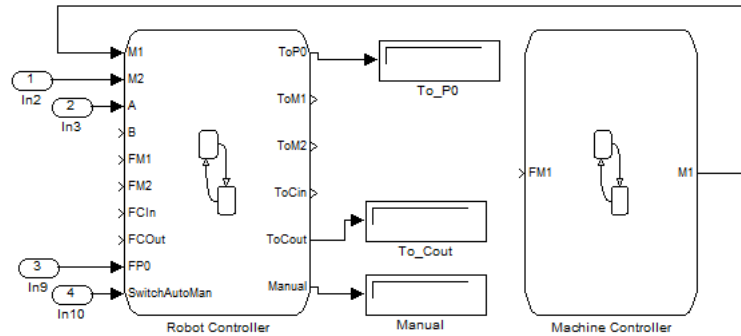 M1
M2
A
B
FM1
FM2
FCIn
FCOut
FP0
SwitchAutoMan
1
In2
2
In3
3
In9
4
In10
ToP0
ToM1
ToM2
ToCin
ToCout
Manual
Robot Controller
To_P0
To_Cout
Manual
FM1
M1
Machine Controller